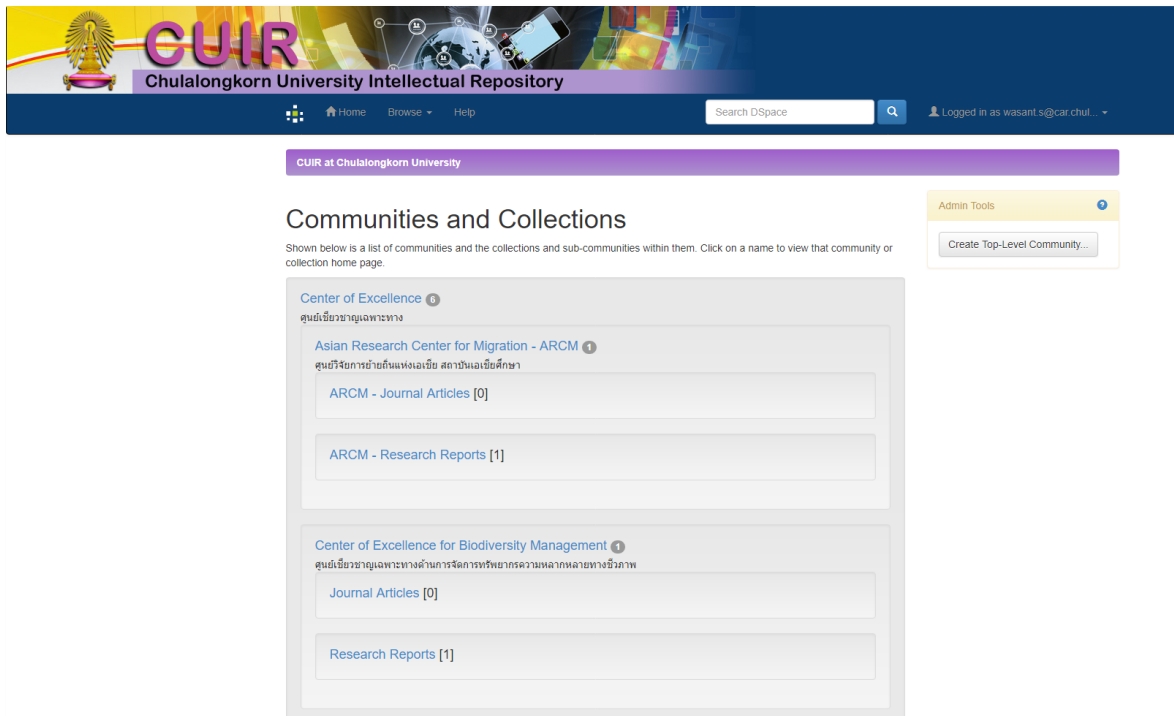 CUIR
Chulalongkorn University Intellectual Repository
Home Browse Help Search DSpace Logged in as wasant.s@car.chul...
CUIR at Chulalongkorn University
Communities and Collections
Shown below is a list of communities and the collections and sub-communities within them. Click on a name to view that community or
collection home page.
Admin Tools
Create Top-Level Community...
Center of Excellence 6
ศูนย์เชี่ยวชาญเฉพาะทาง
Asian Research Center for Migration - ARCM 1
ศูนย์วิจัยการย้ายถิ่นแห่งเอเชีย สถาบันเอเชียศึกษา
ARCM - Journal Articles [0]
ARCM - Research Reports [1]
Center of Excellence for Biodiversity Management 1
ศูนย์เชี่ยวชาญเฉพาะทางด้านการจัดการทรัพยากรความหลากหลายทางชีวภาพ
Journal Articles [0]
Research Reports [1]